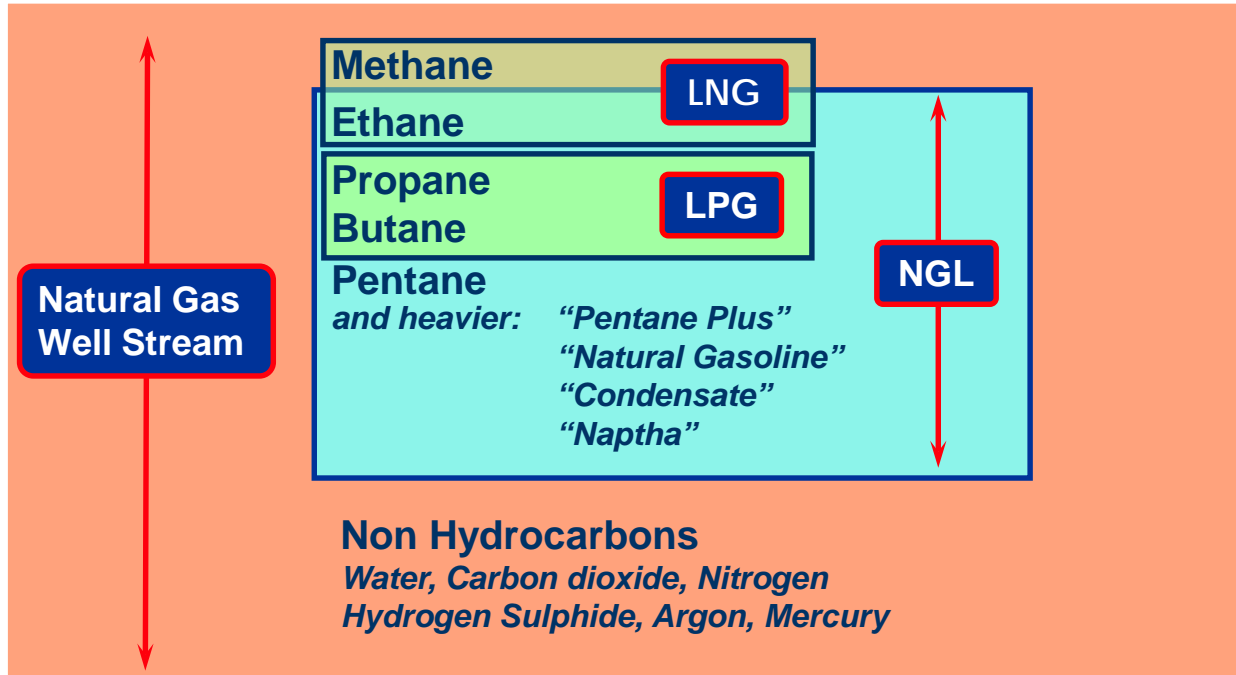 Methane
LNG
Ethane
Propane
LPG
Butane
NGL
Pentane
Natural Gas
Well Stream
and heavier: “Pentane Plus”
“Natural Gasoline”
“Condensate”
“Naptha”
Non Hydrocarbons
Water, Carbon dioxide, Nitrogen
Hydrogen Sulphide, Argon, Mercury